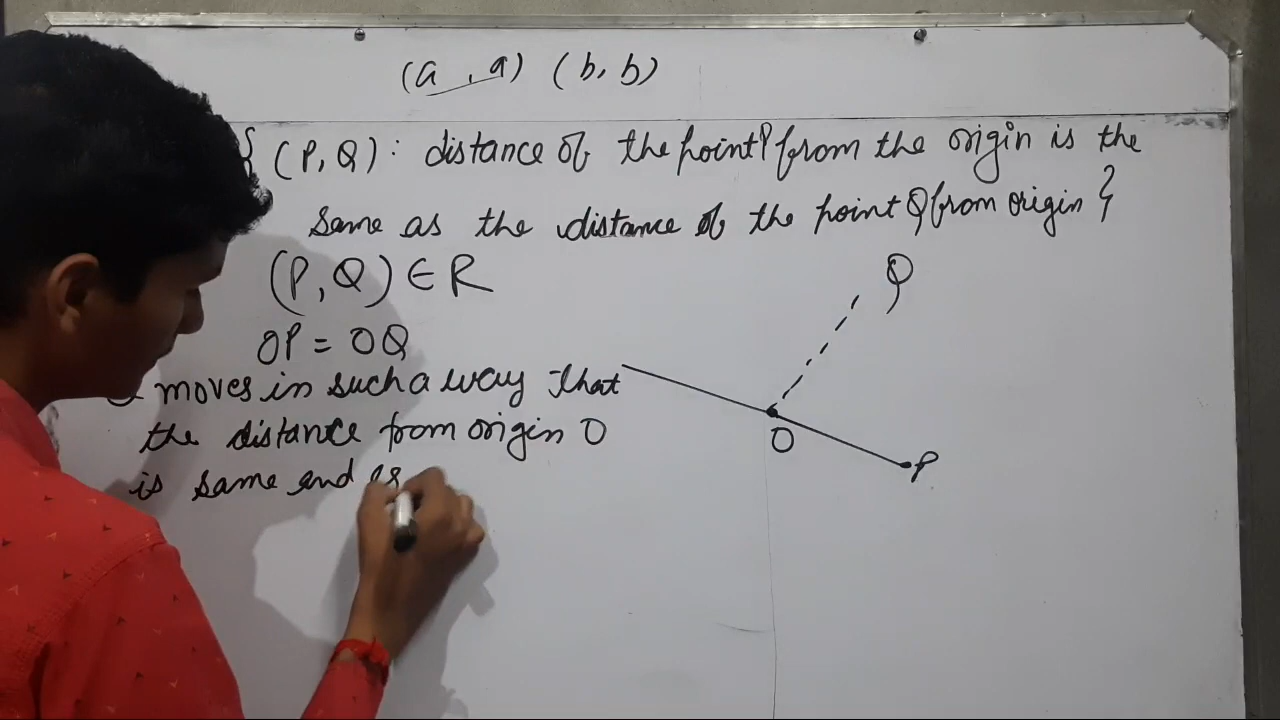 (a , a) (b, b)
{ (P, Q) : distance of the point P from the origin is the
same as the distance of the point Q from origin }
(P, Q) ∈ R
OP = OQ
moves in such a way that
the distance from origin O
is same and
Q
O
P